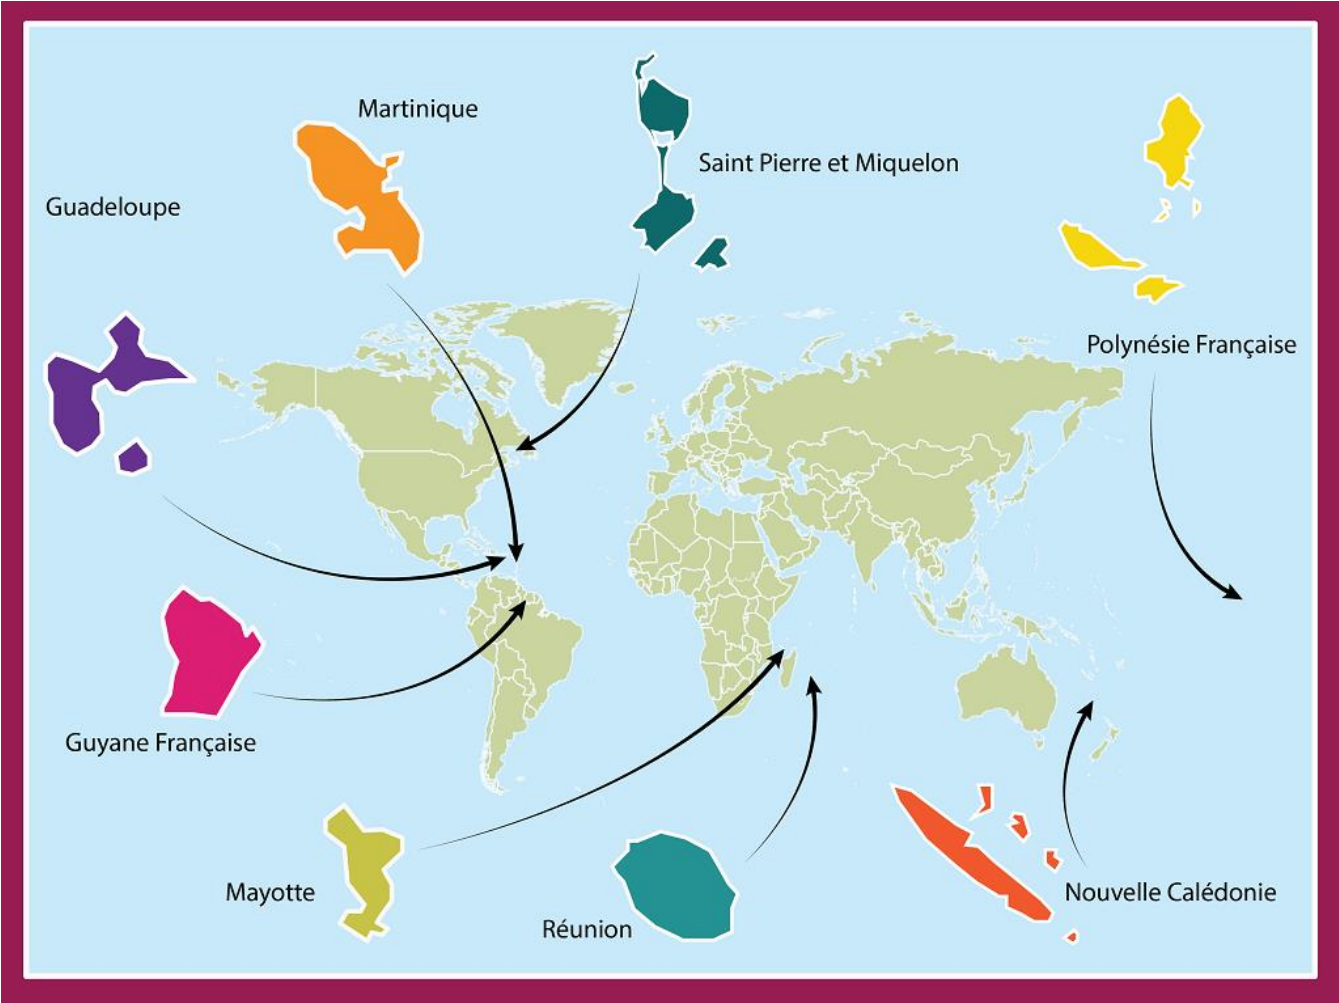 Martinique
Saint Pierre et Miquelon
Guadeloupe
Polynésie Française
Guyane Française
Mayotte
Réunion
Nouvelle Calédonie